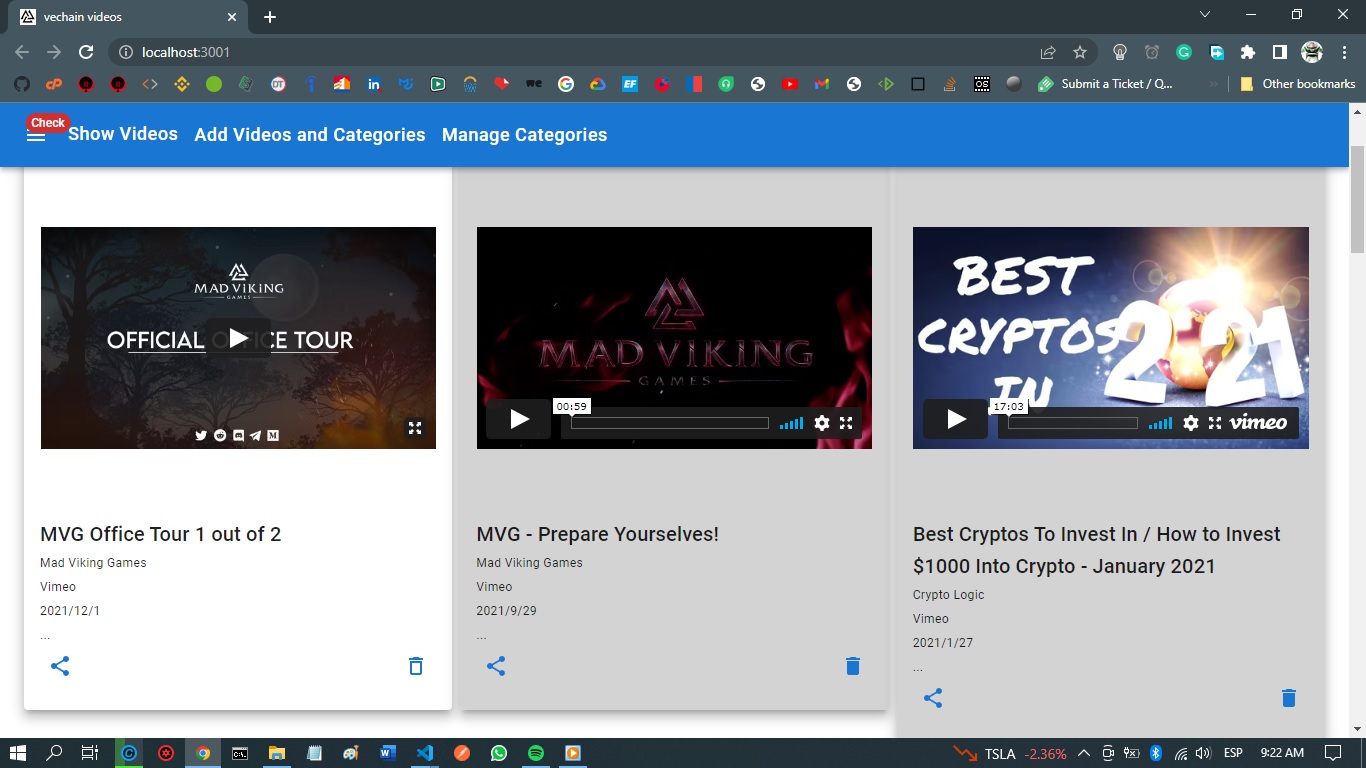 vechain videos
localhost:3001
Submit a Ticket / Q...
Other bookmarks
Check
Show Videos
Add Videos and Categories
Manage Categories
MAD VIKING
GAMES
OFFICIAL OFFICE TOUR
MAD VIKING
GAMES
00:59
BEST
CRYPTOS
IN
2021
17:03
vimeo
MVG Office Tour 1 out of 2
Mad Viking Games
Vimeo
2021/12/1
...
MVG - Prepare Yourselves!
Mad Viking Games
Vimeo
2021/9/29
...
Best Cryptos To Invest In / How to Invest
$1000 Into Crypto - January 2021
Crypto Logic
Vimeo
2021/1/27
...
TSLA -2.36%
ESP
9:22 AM